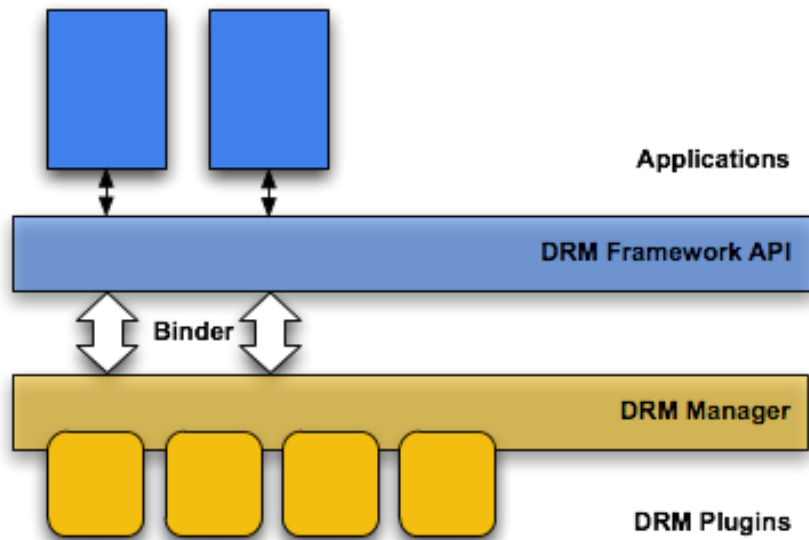 Applications
DRM Framework API
Binder
DRM Manager
DRM Plugins